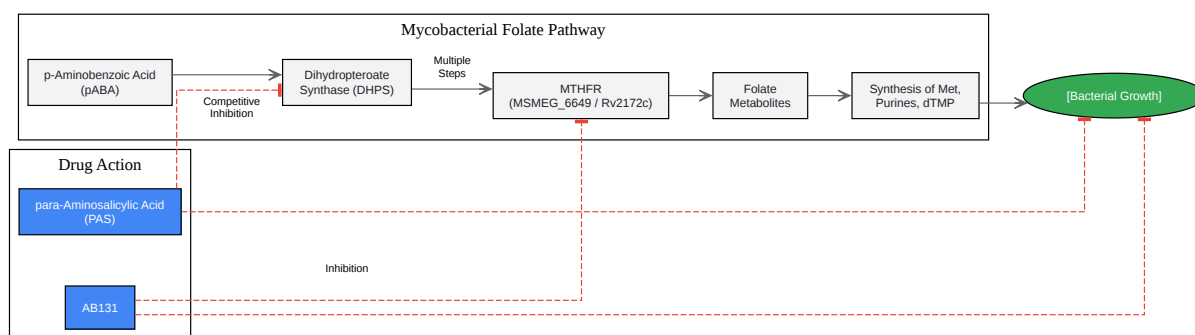 Mycobacterial Folate Pathway
p-Aminobenzoic Acid
(pABA)
Competitive
Inhibition
Dihydropteroate
Synthase (DHPS)
Multiple
Steps
MTHFR
(MSMEG_6649 / Rv2172c)
Folate
Metabolites
Synthesis of Met,
Purines, dTMP
[Bacterial Growth]
Drug Action
para-Aminosalicylic Acid
(PAS)
Inhibition
AB131